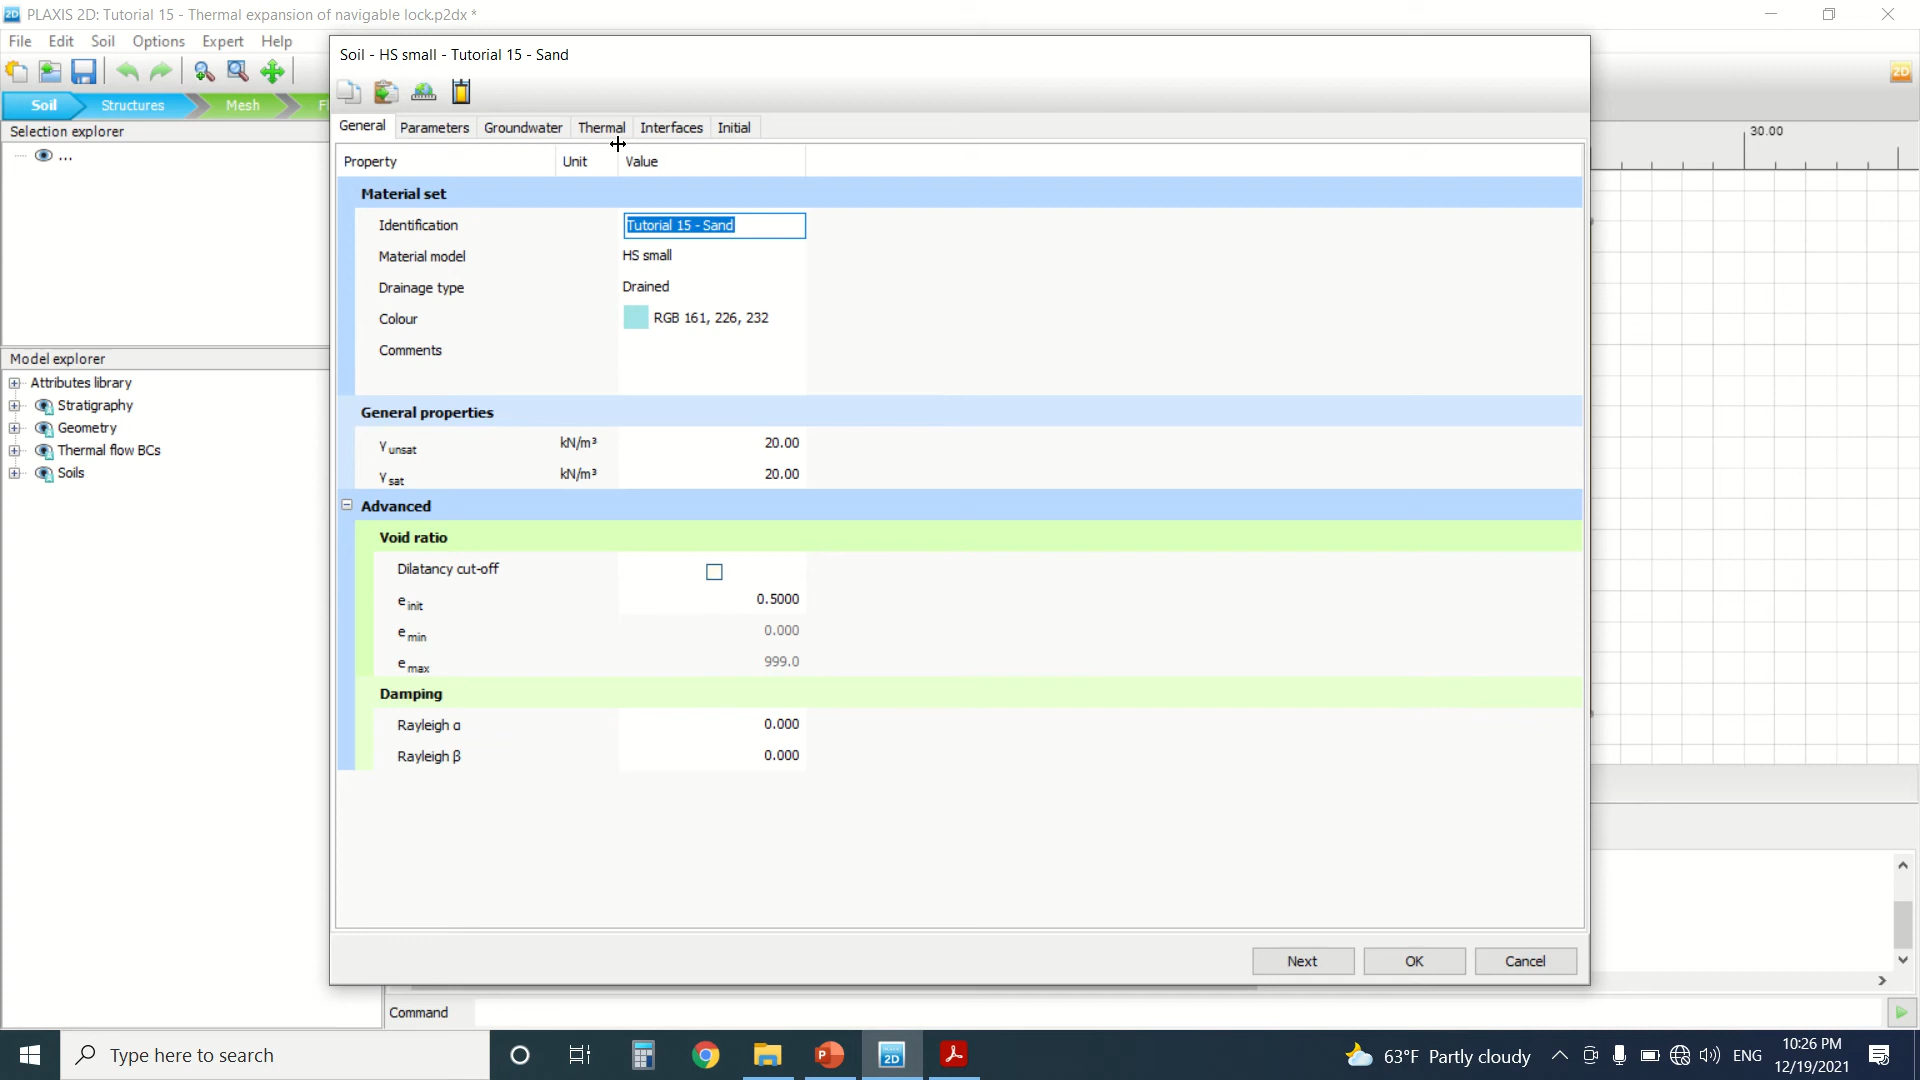 PLAXIS 2D: Tutorial 15 - Thermal expansion of navigable lock.p2dx *
File Edit Soil Options Expert Help
Soil Structures Mesh
Selection explorer
...
Model explorer
Attributes library
Stratigraphy
Geometry
Thermal flow BCs
Soils
Soil - HS small - Tutorial 15 - Sand
General Parameters Groundwater Thermal Interfaces Initial
Property Unit Value
Material set
Identification Tutorial 15 - Sand
Material model HS small
Drainage type Drained
Colour RGB 161, 226, 232
Comments
General properties
γ unsat kN/m³ 20.00
γ sat kN/m³ 20.00
Advanced
Void ratio
Dilatancy cut-off
e init 0.5000
e min 0.000
e max 999.0
Damping
Rayleigh α 0.000
Rayleigh β 0.000
Next OK Cancel
30.00
Command
Type here to search
63°F Partly cloudy
ENG
10:26 PM
12/19/2021